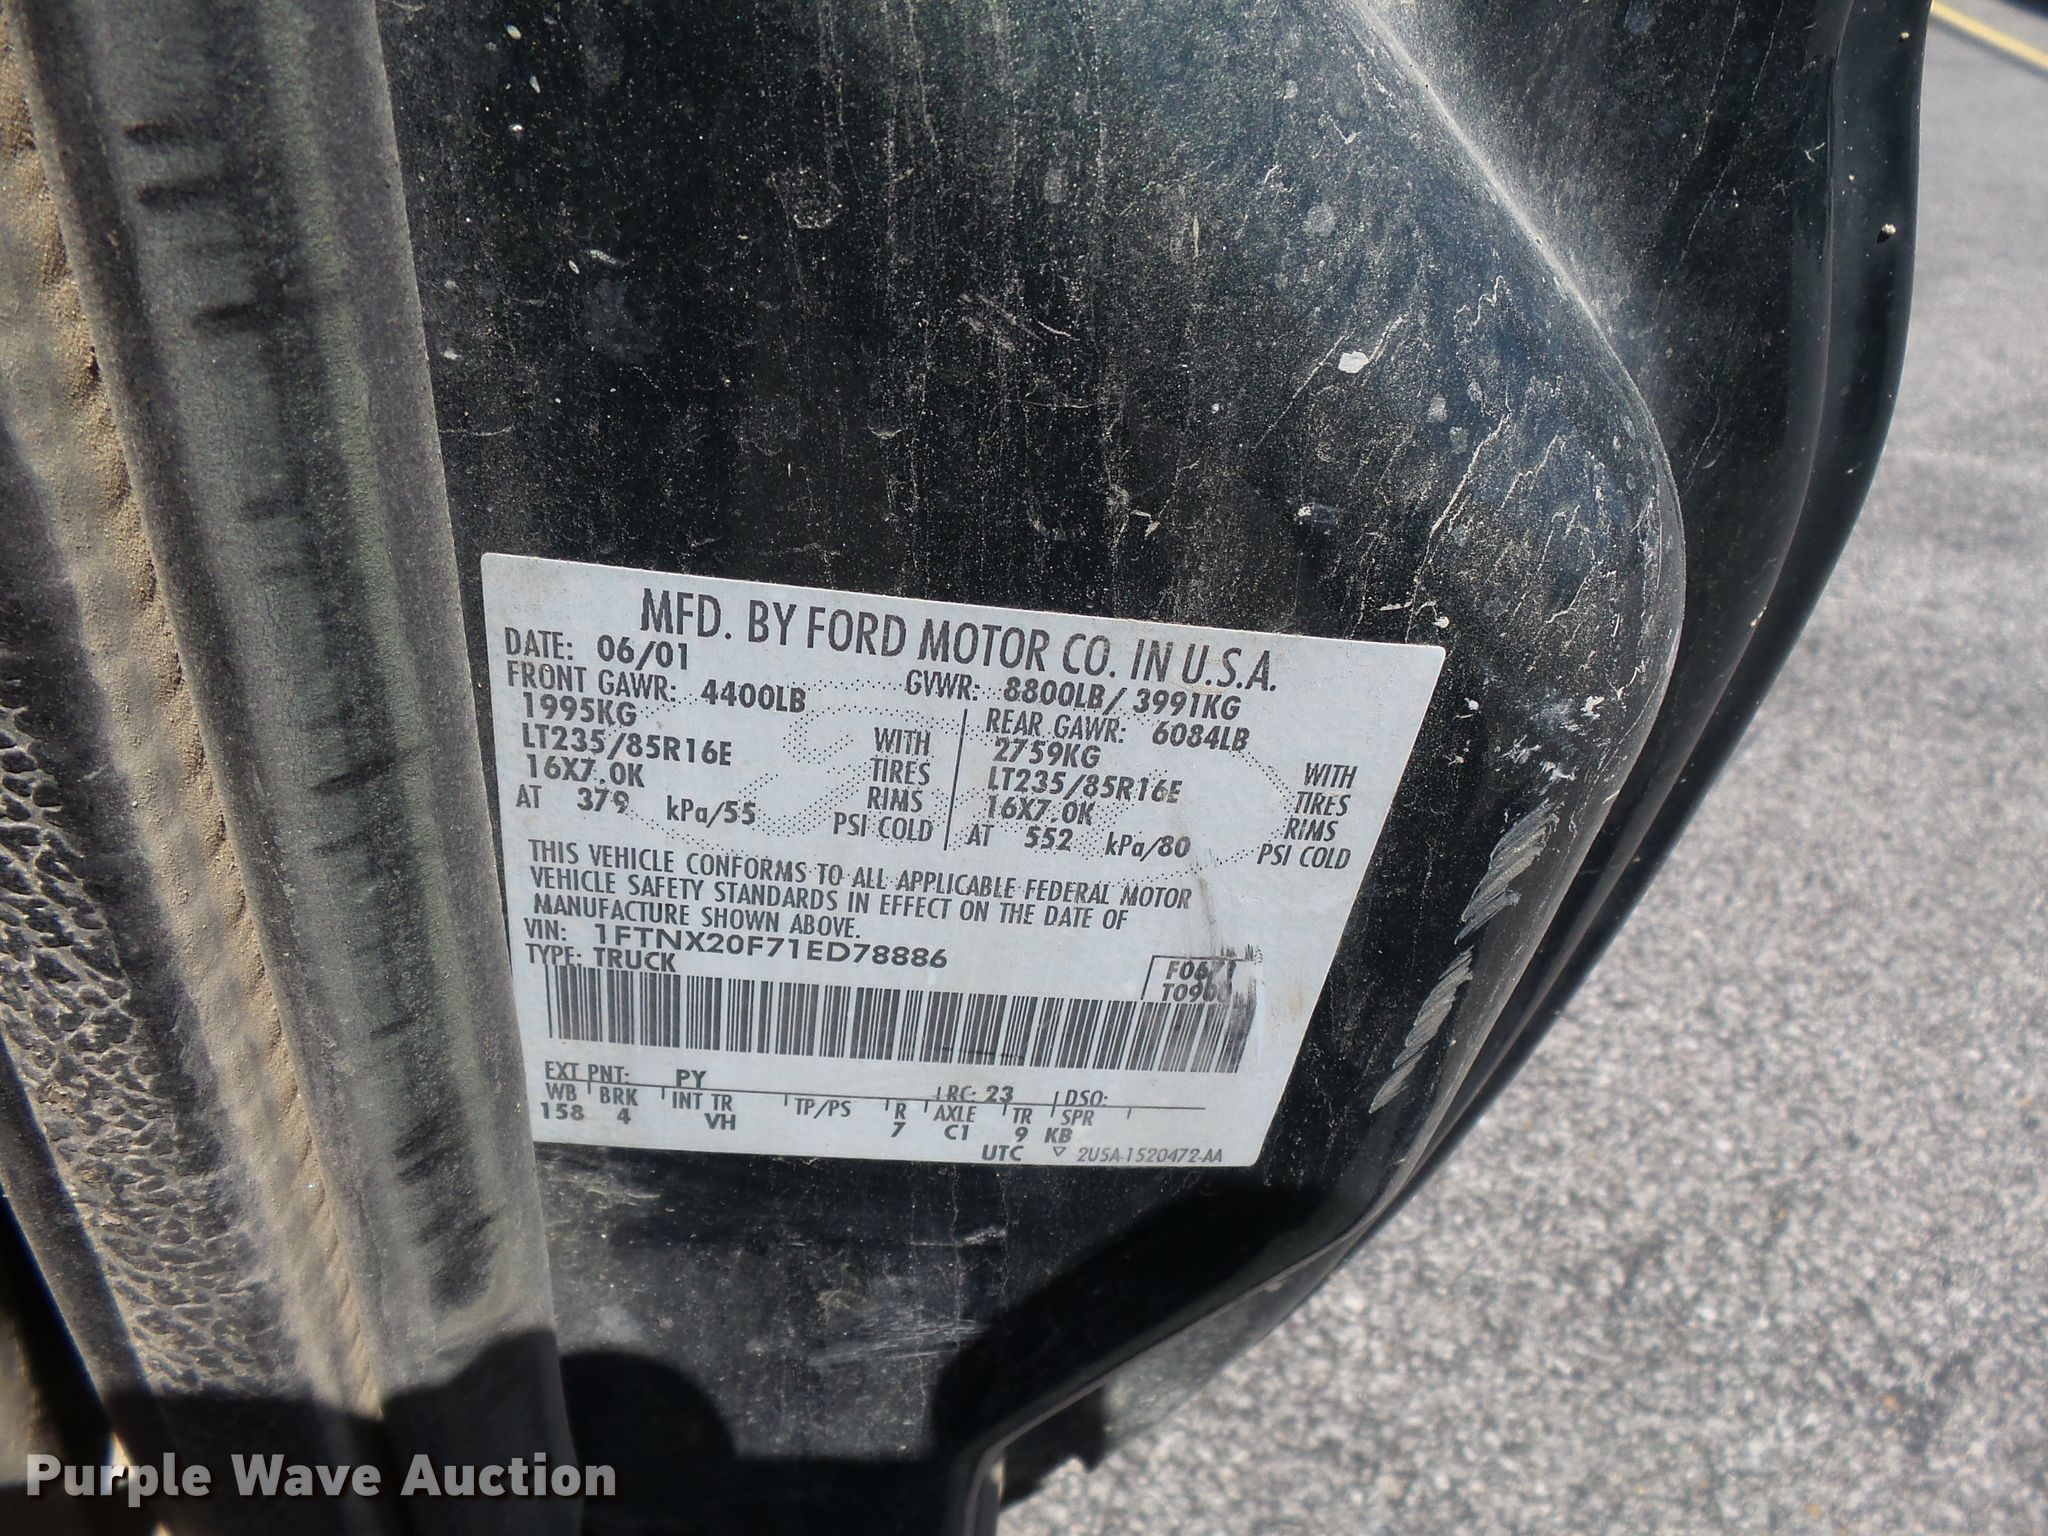 MFD. BY FORD MOTOR CO. IN U.S.A.
DATE: 06/01 GVWR: 8800LB/ 3991KG
FRONT GAWR: 4400LB REAR GAWR: 6084LB
1995KG WITH 2759KG WITH
LT235/85R16E TIRES LT235/85R16E TIRES
16X7.0K RIMS 16X7.0K RIMS
AT 379 kPa/55 PSI COLD AT 552 kPa/80 PSI COLD
THIS VEHICLE CONFORMS TO ALL APPLICABLE FEDERAL MOTOR
VEHICLE SAFETY STANDARDS IN EFFECT ON THE DATE OF
MANUFACTURE SHOWN ABOVE.
VIN: 1FTNX20F71ED78886
TYPE: TRUCK
F0671
EXT PNT: PY RC: 23 DSO:
WB BRK INT TR TP/PS R AXLE TR SPR
158 4 VH 7 C1 9 KB
UTC ▽ 2U5A-1520472-AA
Purple Wave Auction